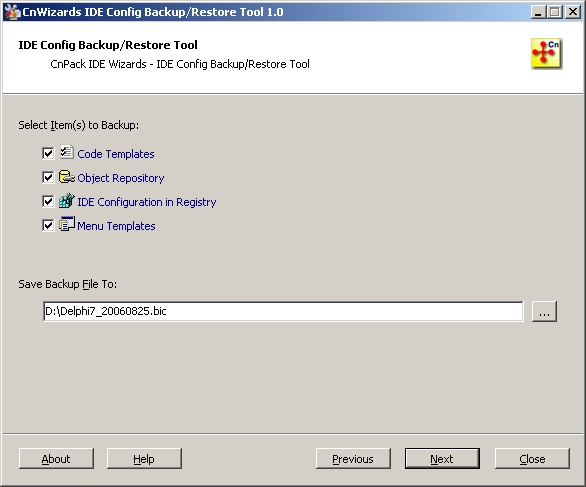 CnWizards IDE Config Backup/Restore Tool 1.0
IDE Config Backup/Restore Tool
CnPack IDE Wizards - IDE Config Backup/Restore Tool
Cn
Select Item(s) to Backup:
Code Templates
Object Repository
IDE Configuration in Registry
Menu Templates
Save Backup File To:
D:\Delphi7_20060825.bic
...
About Help Previous Next Close